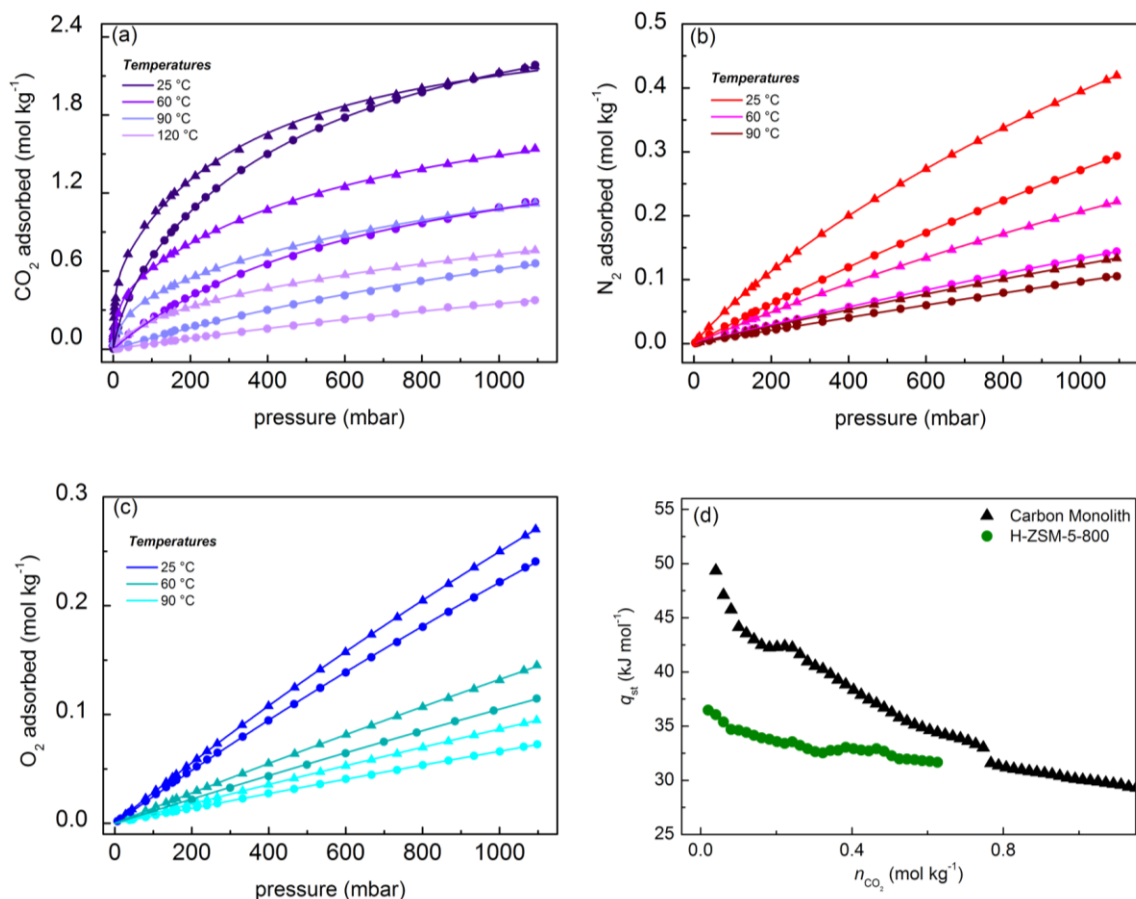 (a)
Temperatures
25 °C
60 °C
90 °C
120 °C
2.4
1.8
1.2
0.6
0.0
CO₂ adsorbed (mol kg⁻¹)
0 200 400 600 800 1000
pressure (mbar)
(b)
Temperatures
25 °C
60 °C
90 °C
0.5
0.4
0.3
0.2
0.1
0.0
N₂ adsorbed (mol kg⁻¹)
0 200 400 600 800 1000
pressure (mbar)
(c)
Temperatures
25 °C
60 °C
90 °C
0.3
0.2
0.1
0.0
O₂ adsorbed (mol kg⁻¹)
0 200 400 600 800 1000
pressure (mbar)
(d)
Carbon Monolith
H-ZSM-5-800
55
50
45
40
35
30
25
qst (kJ mol⁻¹)
0.0 0.4 0.8
nCO₂ (mol kg⁻¹)